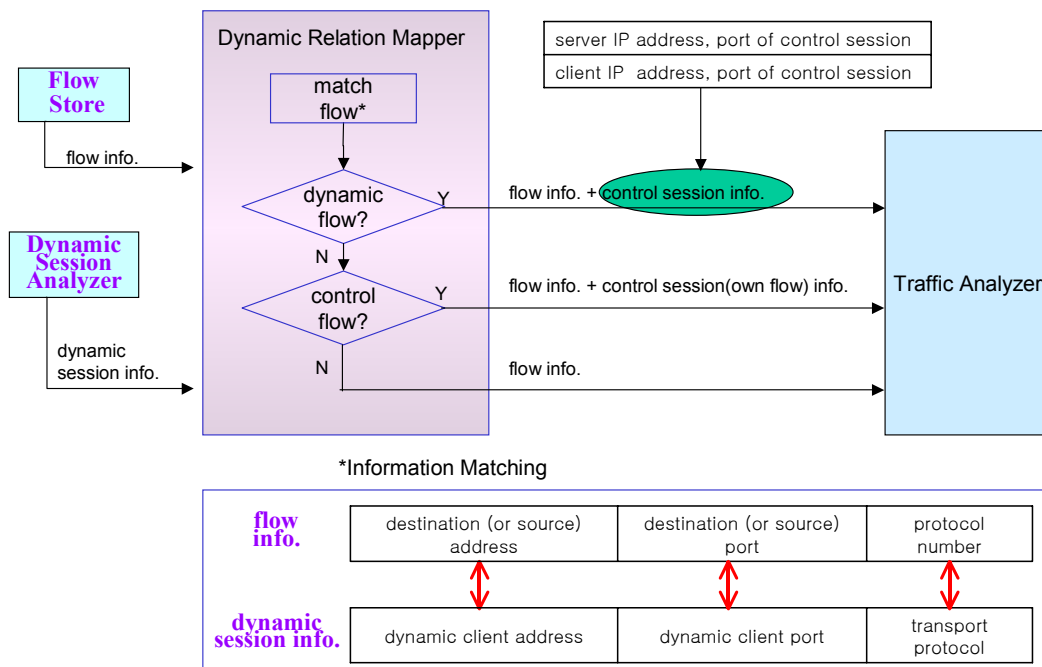 Dynamic Relation Mapper
server IP address, port of control session
client IP address, port of control session
Flow
Store
match
flow*
flow info.
dynamic
flow?
Y
flow info. + control session info.
N
Dynamic
Session
Analyzer
control
flow?
Y
flow info. + control session(own flow) info.
Traffic Analyzer
dynamic
session info.
N
flow info.
*Information Matching
flow
info.
destination (or source)
address
destination (or source)
port
protocol
number
dynamic
session info.
dynamic client address
dynamic client port
transport
protocol